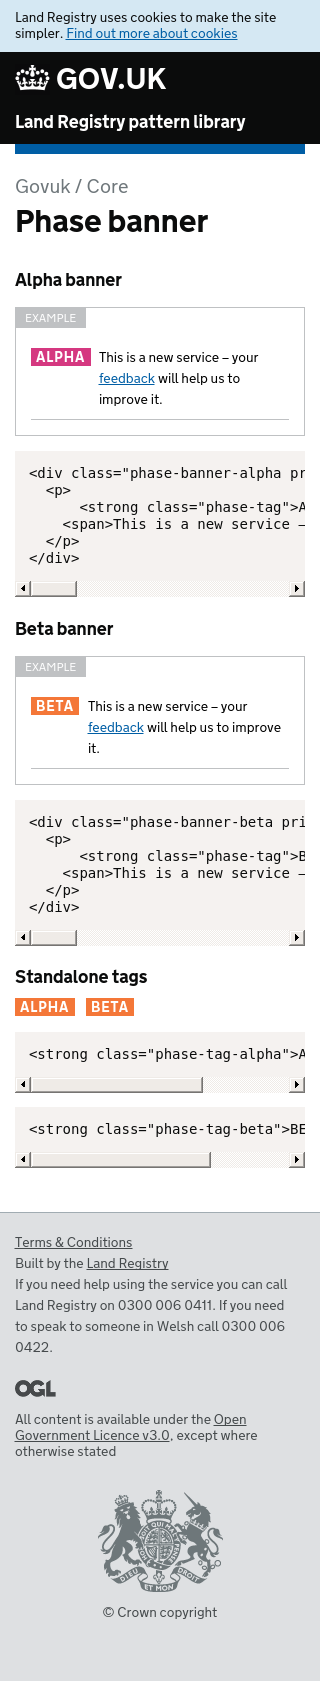 Land Registry uses cookies to make the site
simpler. Find out more about cookies
GOV.UK
Land Registry pattern library
Govuk / Core
Phase banner
Alpha banner
EXAMPLE
ALPHA This is a new service – your
feedback will help us to
improve it.
<div class="phase-banner-alpha pr
<p>
<strong class="phase-tag">A
<span>This is a new service –
</p>
</div>
Beta banner
EXAMPLE
BETA This is a new service – your
feedback will help us to improve
it.
<div class="phase-banner-beta pri
<p>
<strong class="phase-tag">B
<span>This is a new service –
</p>
</div>
Standalone tags
ALPHA BETA
<strong class="phase-tag-alpha">A
<strong class="phase-tag-beta">BE
Terms & Conditions
Built by the Land Registry
If you need help using the service you can call
Land Registry on 0300 006 0411. If you need
to speak to someone in Welsh call 0300 006
0422.
OGL
All content is available under the Open
Government Licence v3.0, except where
otherwise stated
DIEU ET MON DROIT
© Crown copyright